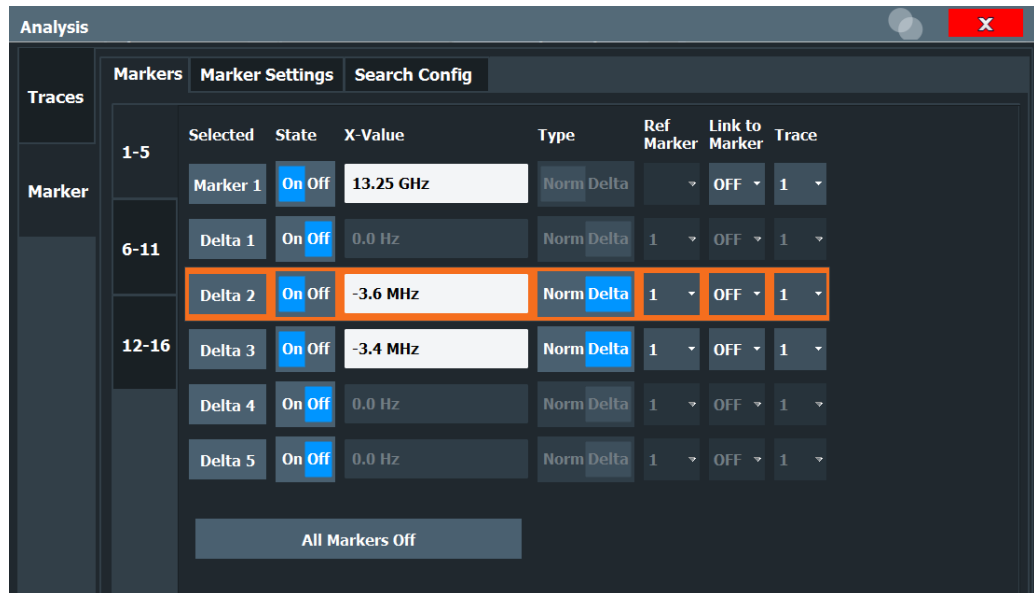 Analysis
X
Traces
Marker
Markers Marker Settings Search Config
1-5
6-11
12-16
Selected State X-Value Type Ref Marker Link to Marker Trace
Marker 1 On Off 13.25 GHz Norm Delta OFF 1
Delta 1 On Off 0.0 Hz Norm Delta 1 OFF 1
Delta 2 On Off -3.6 MHz Norm Delta 1 OFF 1
Delta 3 On Off -3.4 MHz Norm Delta 1 OFF 1
Delta 4 On Off 0.0 Hz Norm Delta 1 OFF 1
Delta 5 On Off 0.0 Hz Norm Delta 1 OFF 1
All Markers Off